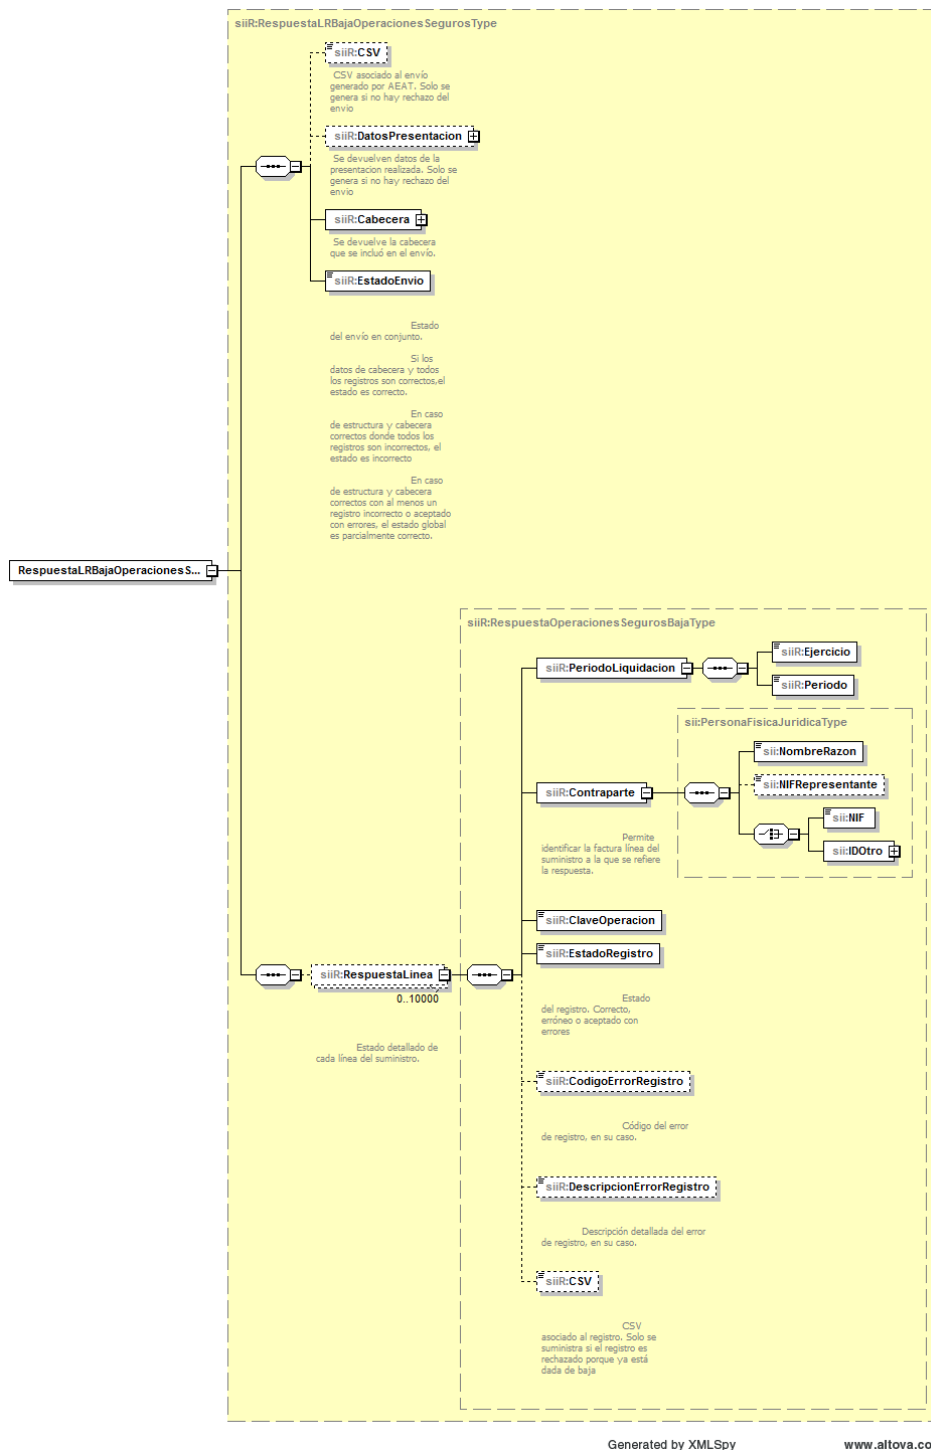 siiR:RespuestaLRBajaOperacionesSegurosType
siiR:CSV
CSV asociado al envío
generado por AEAT. Solo se
genera si no hay rechazo del
envio
siiR:DatosPresentacion
Se devuelven datos de la
presentacion realizada. Solo se
genera si no hay rechazo del
envio
siiR:Cabecera
Se devuelve la cabecera
que se incluó en el envío.
siiR:EstadoEnvio
Estado
del envío en conjunto.
Si los
datos de cabecera y todos
los registros son correctos,el
estado es correcto.
En caso
de estructura y cabecera
correctos donde todos los
registros son incorrectos, el
estado es incorrecto
En caso
de estructura y cabecera
correctos con al menos un
registro incorrecto o aceptado
con errores, el estado global
es parcialmente correcto.
RespuestaLRBajaOperacionesS...
siiR:RespuestaOperacionesSegurosBajaType
siiR:PeriodoLiquidacion
siiR:Ejercicio
siiR:Periodo
sii:PersonaFisicaJuridicaType
sii:NombreRazon
sii:NIFRepresentante
siiR:Contraparte
sii:NIF
sii:IDOtro
Permite
identificar la factura línea del
suministro a la que se refiere
la respuesta.
siiR:ClaveOperacion
siiR:EstadoRegistro
siiR:RespuestaLinea
0..10000
Estado
del registro. Correcto,
erróneo o aceptado con
errores
Estado detallado de
cada línea del suministro.
siiR:CodigoErrorRegistro
Código del error
de registro, en su caso.
siiR:DescripcionErrorRegistro
Descripción detallada del error
de registro, en su caso.
siiR:CSV
CSV
asociado al registro. Solo se
suministra si el registro es
rechazado porque ya está
dada de baja
Generated by XMLSpy
www.altova.co